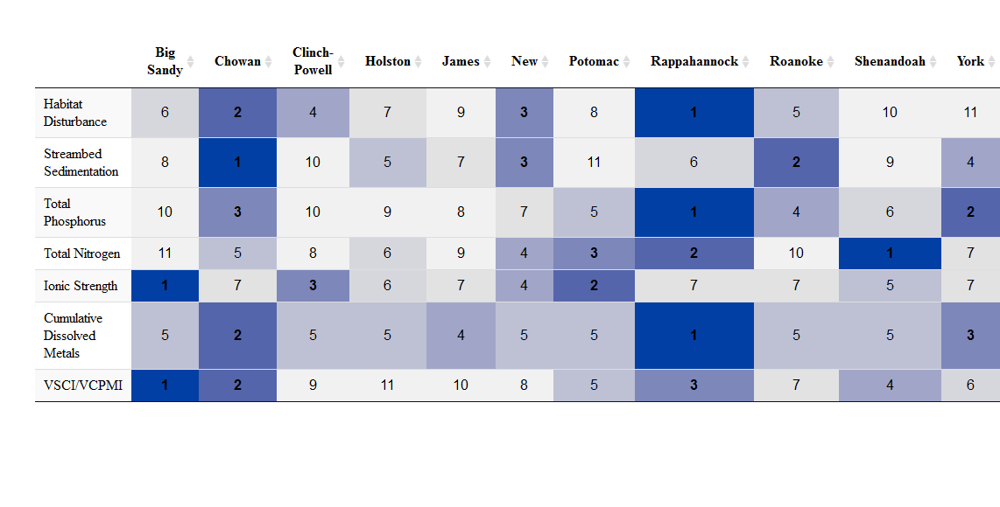 Big Sandy Chowan Clinch-Powell Holston James New Potomac Rappahannock Roanoke Shenandoah York
Habitat Disturbance 6 2 4 7 9 3 8 1 5 10 11
Streambed Sedimentation 8 1 10 5 7 3 11 6 2 9 4
Total Phosphorus 10 3 10 9 8 7 5 1 4 6 2
Total Nitrogen 11 5 8 6 9 4 3 2 10 1 7
Ionic Strength 1 7 3 6 7 4 2 7 7 5 7
Cumulative Dissolved Metals 5 2 5 5 4 5 5 1 5 5 3
VSCI/VCPMI 1 2 9 11 10 8 5 3 7 4 6